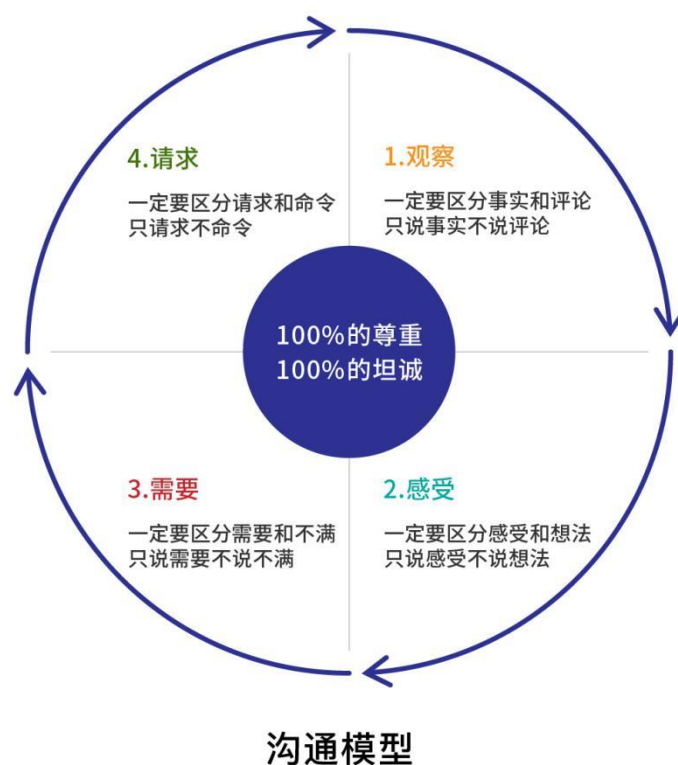 4.请求
一定要区分请求和命令
只请求不命令
1.观察
一定要区分事实和评论
只说事实不说评论
100%的尊重
100%的坦诚
3.需要
一定要区分需要和不满
只说需要不说不满
2.感受
一定要区分感受和想法
只说感受不说想法
沟通模型